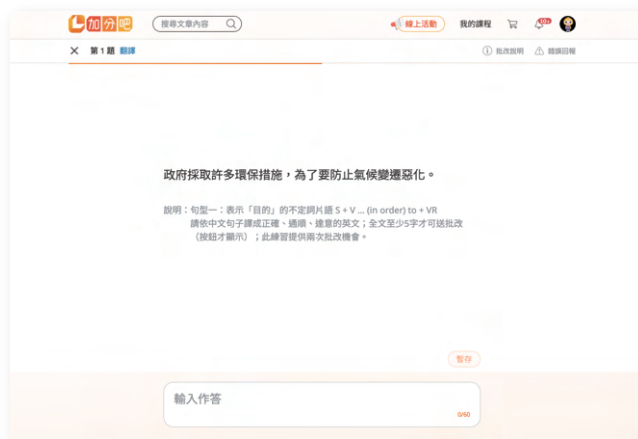 加分吧
搜尋文章內容
線上活動
我的課程
第 1 題 翻譯
批改說明
錯誤回報
政府採取許多環保措施，為了要防止氣候變遷惡化。
說明：句型一：表示「目的」的不定詞片語 S + V ... (in order) to + VR
請依中文句子譯成正確、通順、達意的英文；全文至少5字才可送批改
（按鈕才顯示）；此練習提供兩次批改機會。
暫存
輸入作答
0/60